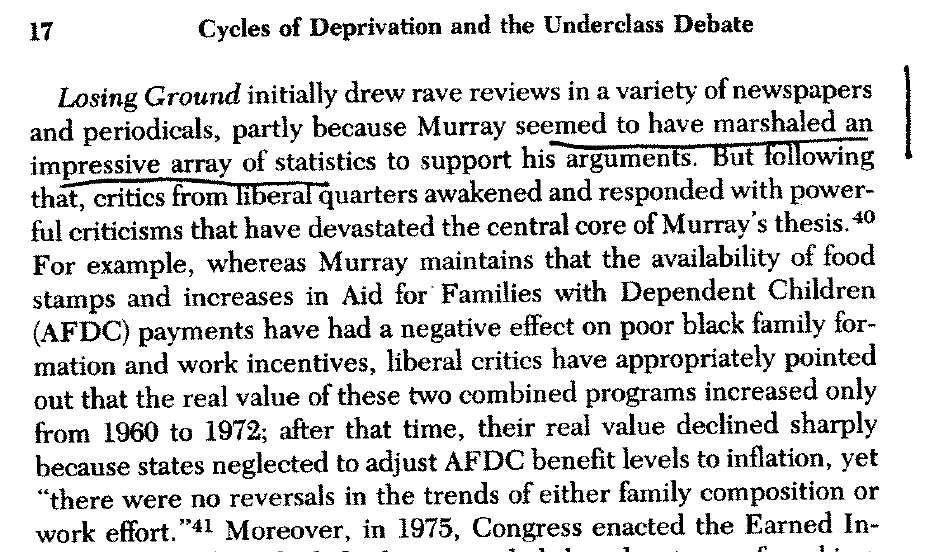 17 Cycles of Deprivation and the Underclass Debate
Losing Ground initially drew rave reviews in a variety of newspapers
and periodicals, partly because Murray seemed to have marshaled an
impressive array of statistics to support his arguments. But following
that, critics from liberal quarters awakened and responded with power-
ful criticisms that have devastated the central core of Murray's thesis.40
For example, whereas Murray maintains that the availability of food
stamps and increases in Aid for Families with Dependent Children
(AFDC) payments have had a negative effect on poor black family for-
mation and work incentives, liberal critics have appropriately pointed
out that the real value of these two combined programs increased only
from 1960 to 1972; after that time, their real value declined sharply
because states neglected to adjust AFDC benefit levels to inflation, yet
"there were no reversals in the trends of either family composition or
work effort."41 Moreover, in 1975, Congress enacted the Earned In-